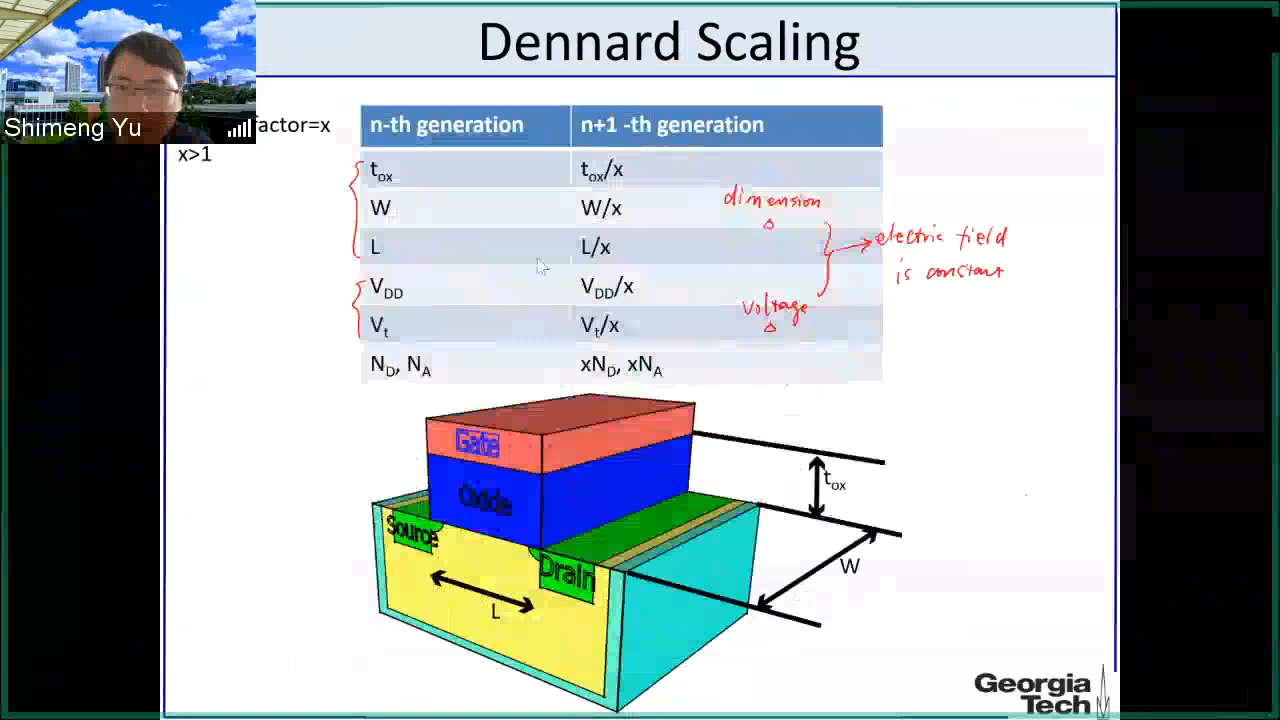 Dennard Scaling
Shimeng Yu
factor=x
x>1
n-th generation n+1 -th generation
tox tox/x
W W/x
L L/x
VDD VDD/x
Vt Vt/x
ND, NA xND, xNA
dimension
voltage
electric field
is constant
Gate
Oxide
Source
Drain
L
tox
W
Georgia
Tech